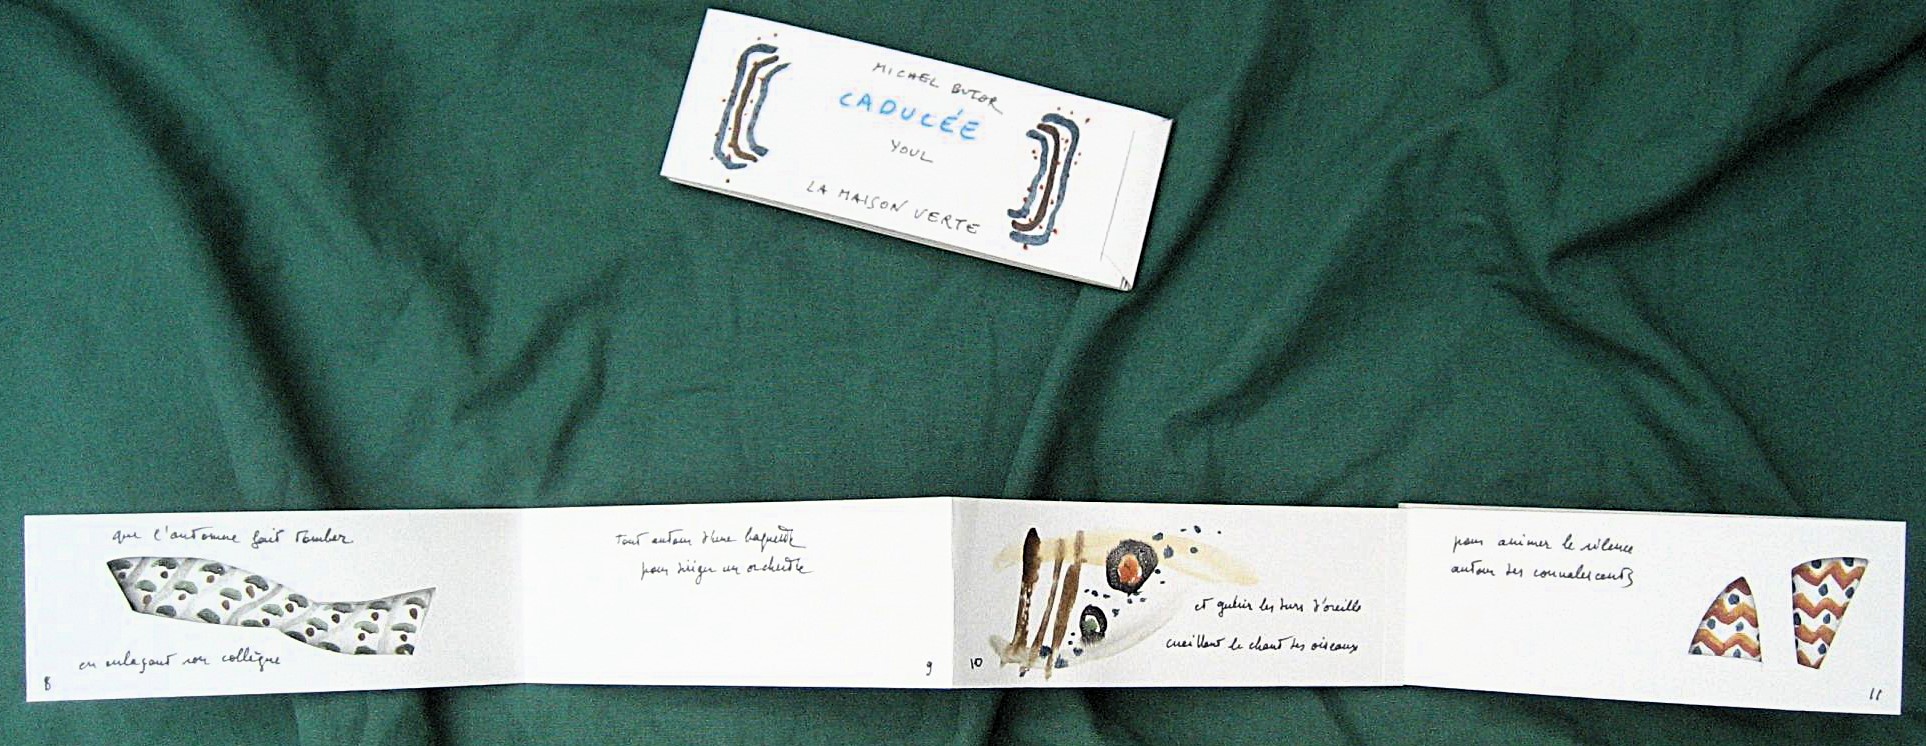 MICHEL BUTOR
CADUCÉE
YOUL
LA MAISON VERTE
que l'automne fait tomber
en enlaçant son collègue
8
tout autour d'une baguette
pour diriger un orchestre
9
10
et guérir les durs d'oreille
cueillant le chant des oiseaux
pour animer le silence
autour des convalescents
11